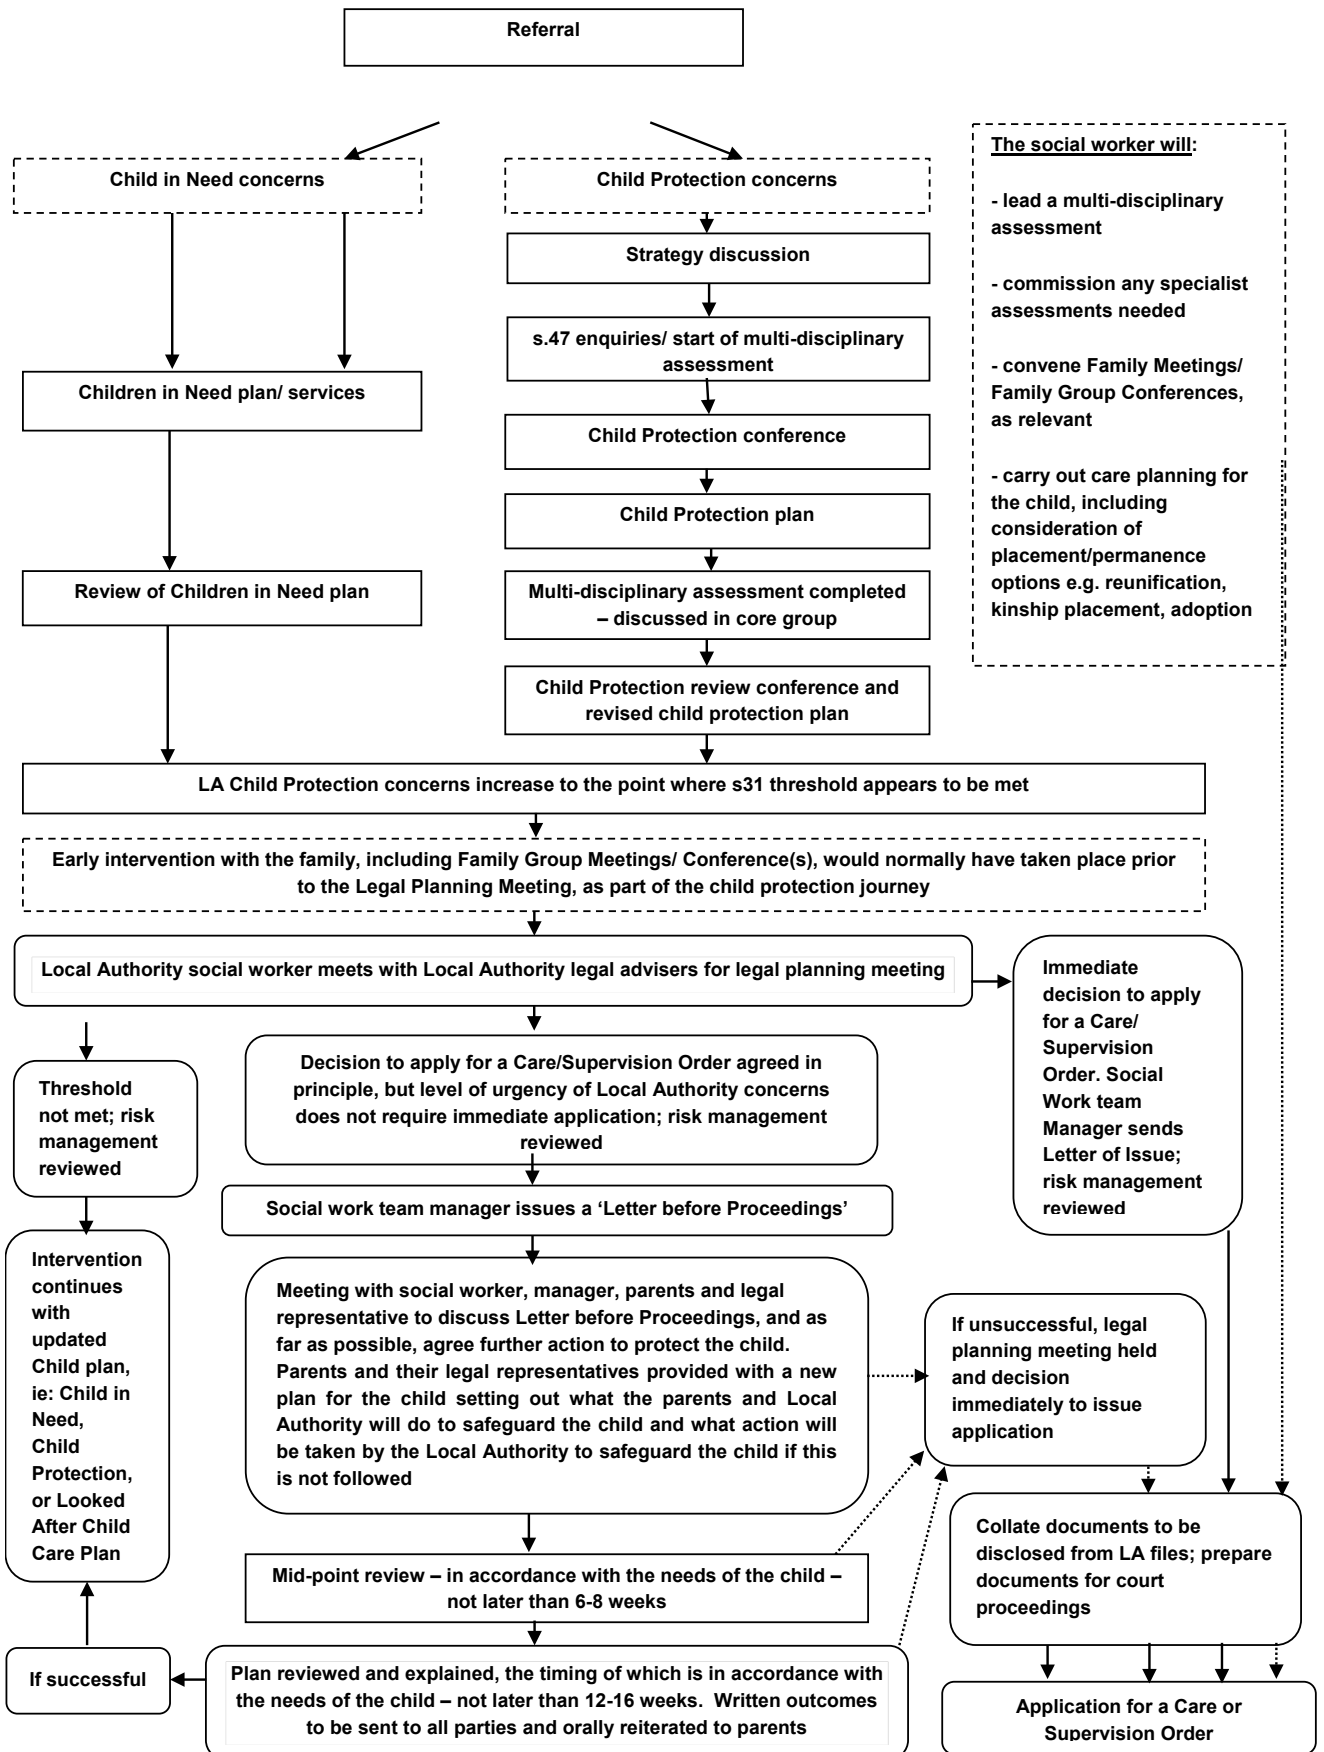 Referral
Child in Need concerns
Child Protection concerns
The social worker will:
- lead a multi-disciplinary
assessment
- commission any specialist
assessments needed
- convene Family Meetings/
Family Group Conferences,
as relevant
- carry out care planning for
the child, including
consideration of
placement/permanence
options e.g. reunification,
kinship placement, adoption
Strategy discussion
s.47 enquiries/ start of multi-disciplinary
assessment
Children in Need plan/ services
Child Protection conference
Child Protection plan
Review of Children in Need plan
Multi-disciplinary assessment completed
– discussed in core group
Child Protection review conference and
revised child protection plan
LA Child Protection concerns increase to the point where s31 threshold appears to be met
Early intervention with the family, including Family Group Meetings/ Conference(s), would normally have taken place prior
to the Legal Planning Meeting, as part of the child protection journey
Local Authority social worker meets with Local Authority legal advisers for legal planning meeting
Immediate
decision to apply
for a Care/
Supervision
Order. Social
Work team
Manager sends
Letter of Issue;
risk management
reviewed
Threshold
not met; risk
management
reviewed
Decision to apply for a Care/Supervision Order agreed in
principle, but level of urgency of Local Authority concerns
does not require immediate application; risk management
reviewed
Social work team manager issues a ‘Letter before Proceedings’
Intervention
continues
with
updated
Child plan,
ie: Child in
Need,
Child
Protection,
or Looked
After Child
Care Plan
Meeting with social worker, manager, parents and legal
representative to discuss Letter before Proceedings, and as
far as possible, agree further action to protect the child.
Parents and their legal representatives provided with a new
plan for the child setting out what the parents and Local
Authority will do to safeguard the child and what action will
be taken by the Local Authority to safeguard the child if this
is not followed
If unsuccessful, legal
planning meeting held
and decision
immediately to issue
application
Collate documents to be
disclosed from LA files; prepare
documents for court
proceedings
Mid-point review – in accordance with the needs of the child –
not later than 6-8 weeks
If successful
Plan reviewed and explained, the timing of which is in accordance with
the needs of the child – not later than 12-16 weeks. Written outcomes
to be sent to all parties and orally reiterated to parents
Application for a Care or
Supervision Order